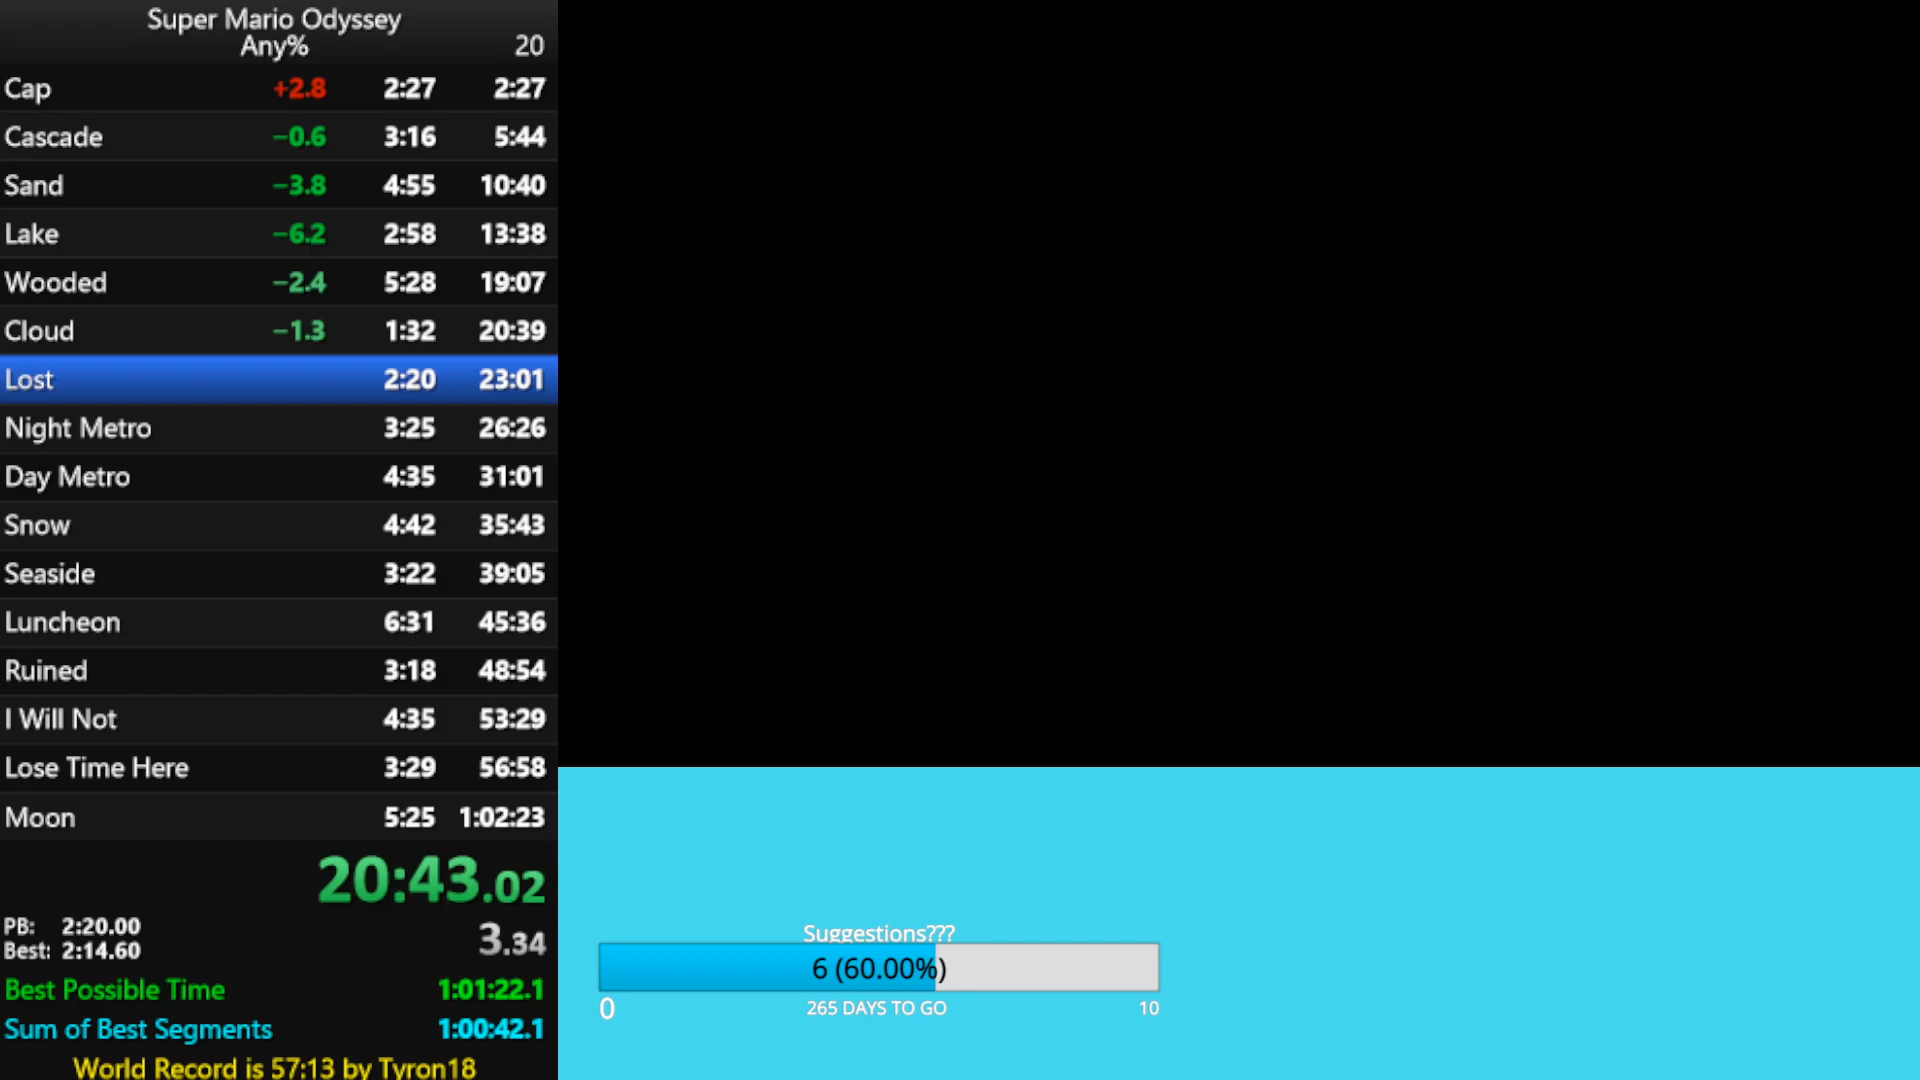 Super Mario Odyssey
Any% 20
Cap +2.8 2:27 2:27
Cascade −0.6 3:16 5:44
Sand −3.8 4:55 10:40
Lake −6.2 2:58 13:38
Wooded −2.4 5:28 19:07
Cloud −1.3 1:32 20:39
Lost 2:20 23:01
Night Metro 3:25 26:26
Day Metro 4:35 31:01
Snow 4:42 35:43
Seaside 3:22 39:05
Luncheon 6:31 45:36
Ruined 3:18 48:54
I Will Not 4:35 53:29
Lose Time Here 3:29 56:58
Moon 5:25 1:02:23
20:43.02
PB: 2:20.00
Best: 2:14.60
3.34
Best Possible Time 1:01:22.1
Sum of Best Segments 1:00:42.1
World Record is 57:13 by Tyron18
Suggestions???
6 (60.00%)
0 265 DAYS TO GO 10